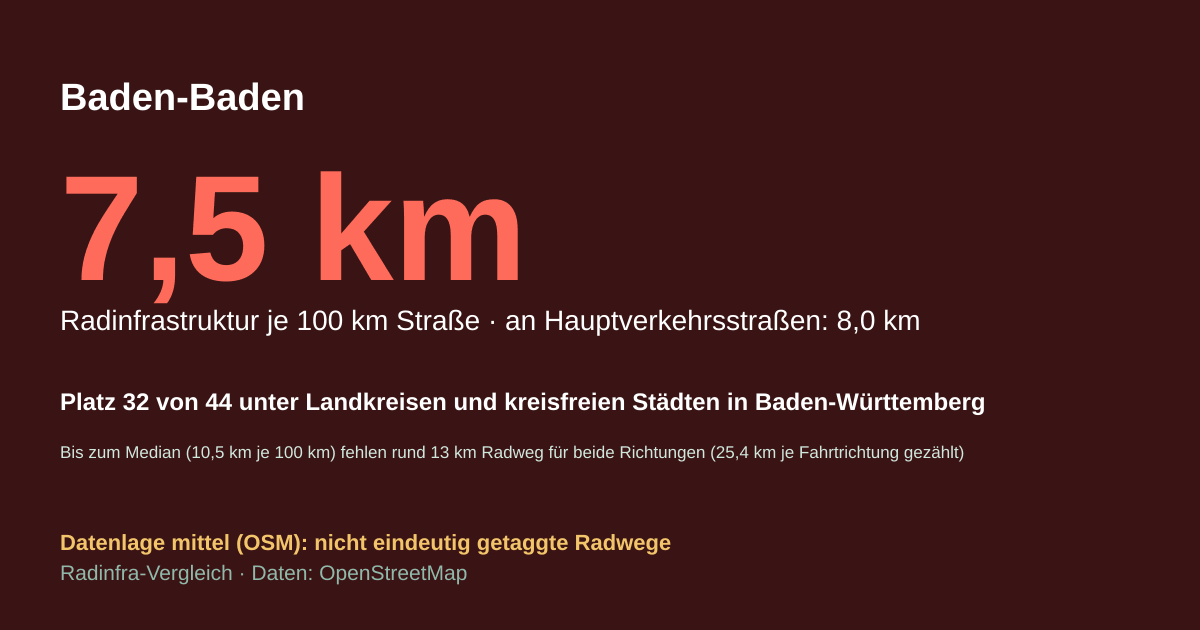 Baden-Baden
7,5 km
Radinfrastruktur je 100 km Straße · an Hauptverkehrsstraßen: 8,0 km
Platz 32 von 44 unter Landkreisen und kreisfreien Städten in Baden-Württemberg
Bis zum Median (10,5 km je 100 km) fehlen rund 13 km Radweg für beide Richtungen (25,4 km je Fahrtrichtung gezählt)
Datenlage mittel (OSM): nicht eindeutig getaggte Radwege
Radinfra-Vergleich · Daten: OpenStreetMap